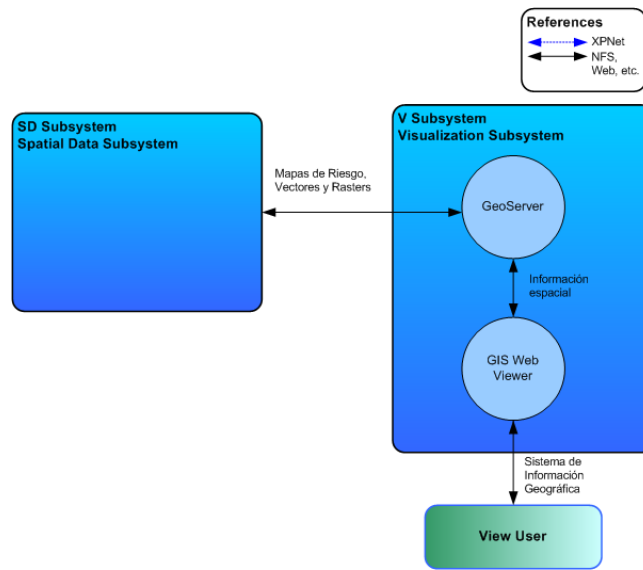 References
XPNet
NFS,
Web, etc.
SD Subsystem
Spatial Data Subsystem
V Subsystem
Visualization Subsystem
Mapas de Riesgo,
Vectores y Rasters
GeoServer
Información
espacial
GIS Web
Viewer
Sistema de
Información
Geográfica
View User